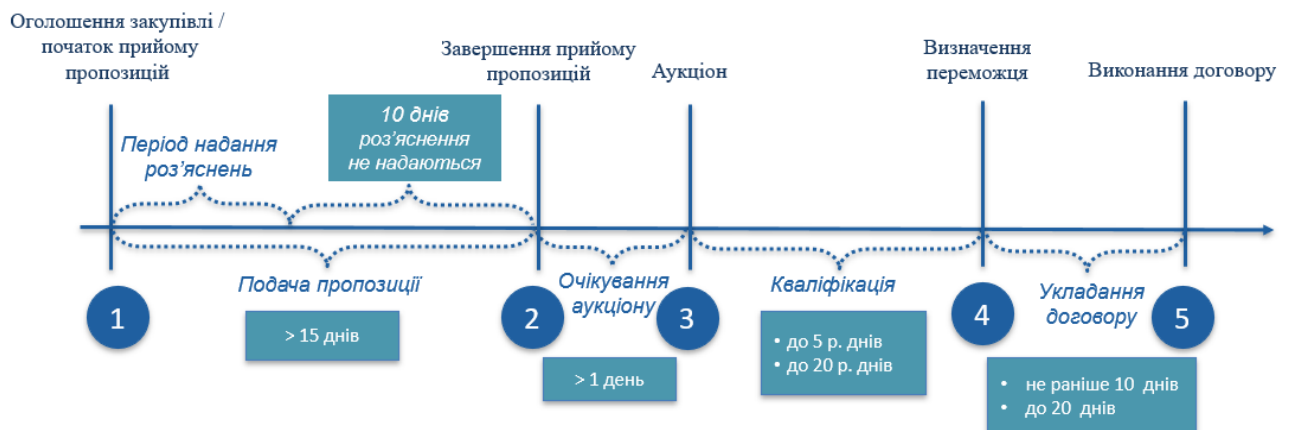 Оголошення закупівлі /
початок прийому
пропозицій
Завершення прийому
пропозицій
Аукціон
Визначення
переможця
Виконання договору
Період надання
роз’яснень
10 днів
роз’яснення
не надаються
Подача пропозиції
Очікування
аукціону
Кваліфікація
Укладання
договору
1
2
3
4
5
> 15 днів
> 1 день
• до 5 р. днів
• до 20 р. днів
• не раніше 10 днів
• до 20 днів